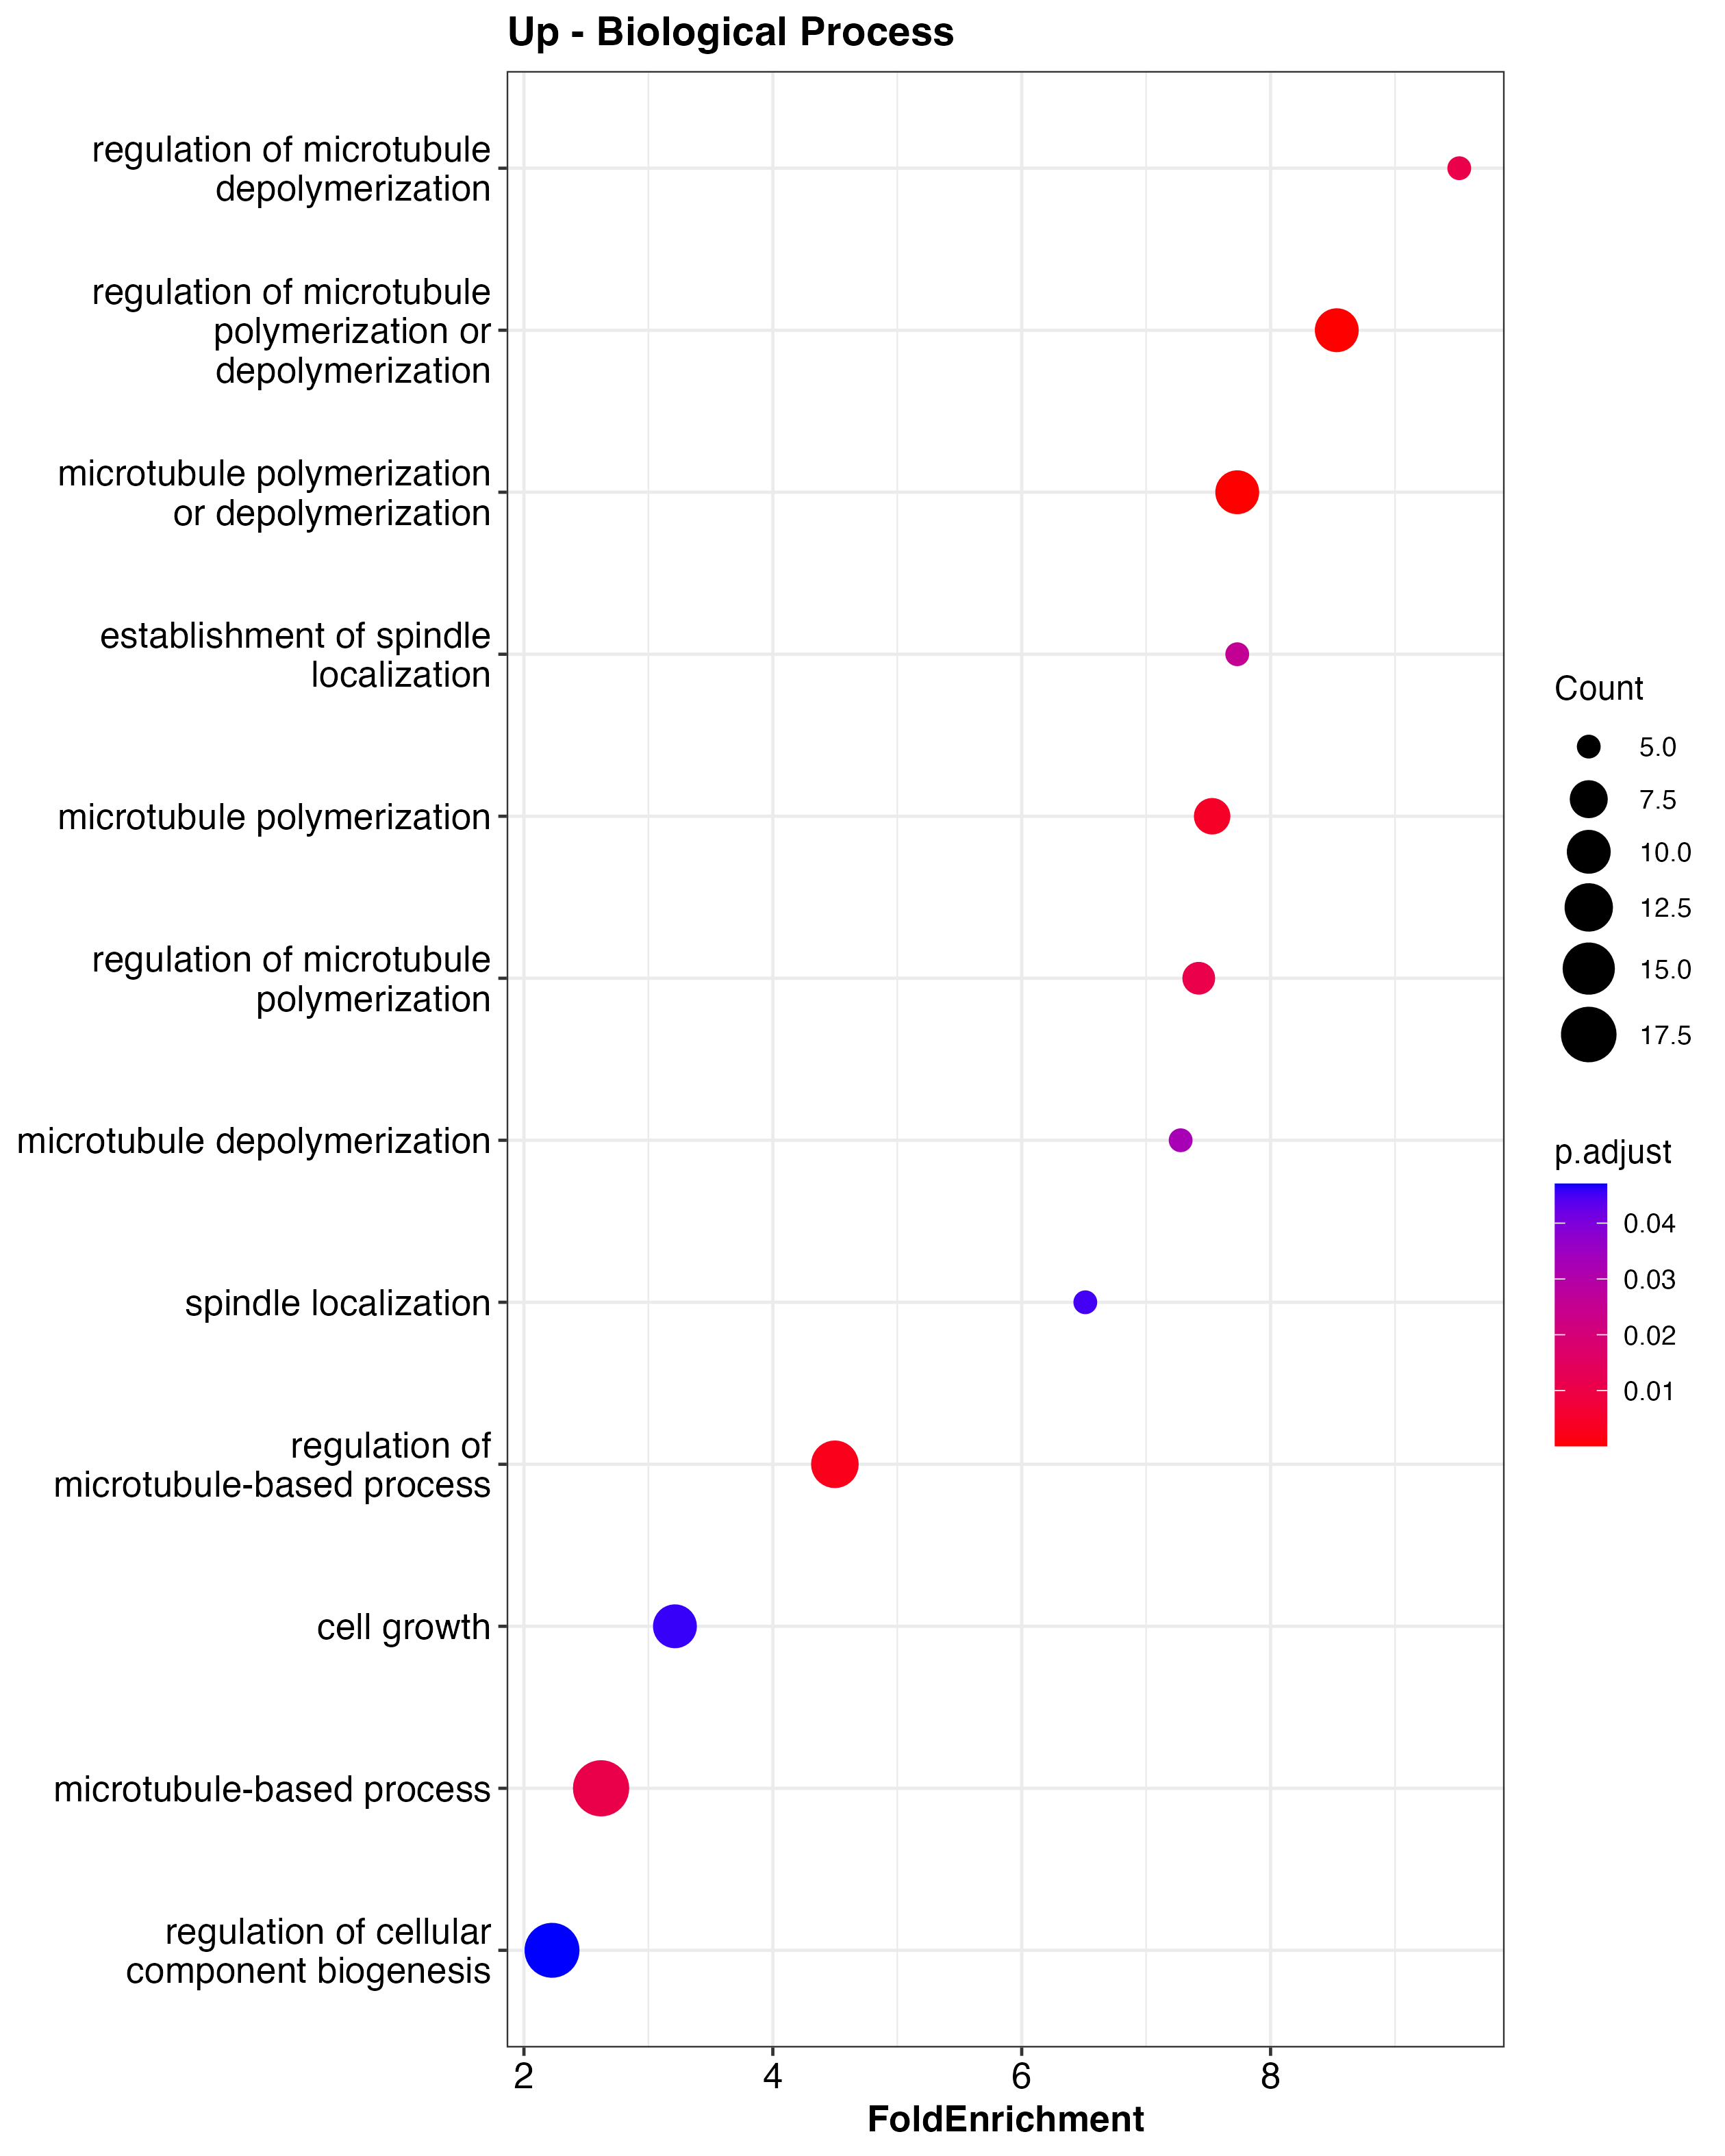 Up - Biological Process
regulation of microtubule
depolymerization
regulation of microtubule
polymerization or
depolymerization
microtubule polymerization
or depolymerization
establishment of spindle
localization
microtubule polymerization
regulation of microtubule
polymerization
microtubule depolymerization
spindle localization
regulation of
microtubule-based process
cell growth
microtubule-based process
regulation of cellular
component biogenesis
2 4 6 8
FoldEnrichment
Count
5.0
7.5
10.0
12.5
15.0
17.5
p.adjust
0.04
0.03
0.02
0.01